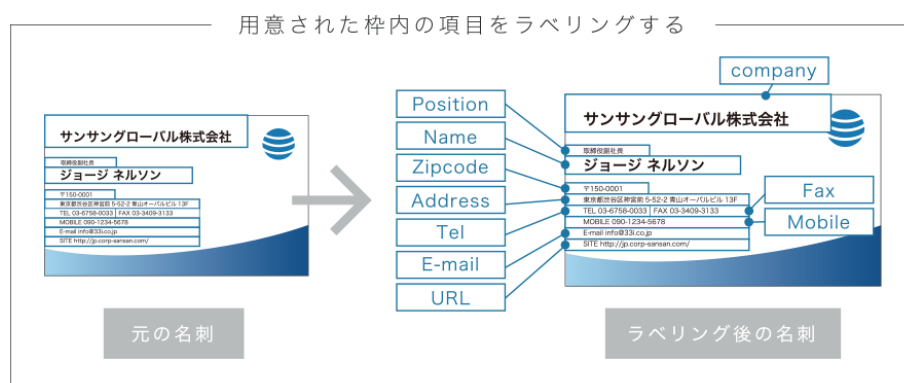 用意された枠内の項目をラベリングする
サンサングローバル株式会社
取締役副社長
ジョージ ネルソン
〒150-0001
東京都渋谷区神宮前 5-52-2 青山オーバルビル 13F
TEL 03-6758-0033 | FAX 03-3409-3133
MOBILE 090-1234-5678
E-mail info@33i.co.jp
SITE http://jp.corp-sansan.com/
元の名刺
Position
Name
Zipcode
Address
Tel
E-mail
URL
company
サンサングローバル株式会社
取締役副社長
ジョージ ネルソン
〒150-0001
東京都渋谷区神宮前 5-52-2 青山オーバルビル 13F
TEL 03-6758-0033 | FAX 03-3409-3133
MOBILE 090-1234-5678
E-mail info@33i.co.jp
SITE http://jp.corp-sansan.com/
Fax
Mobile
ラベリング後の名刺